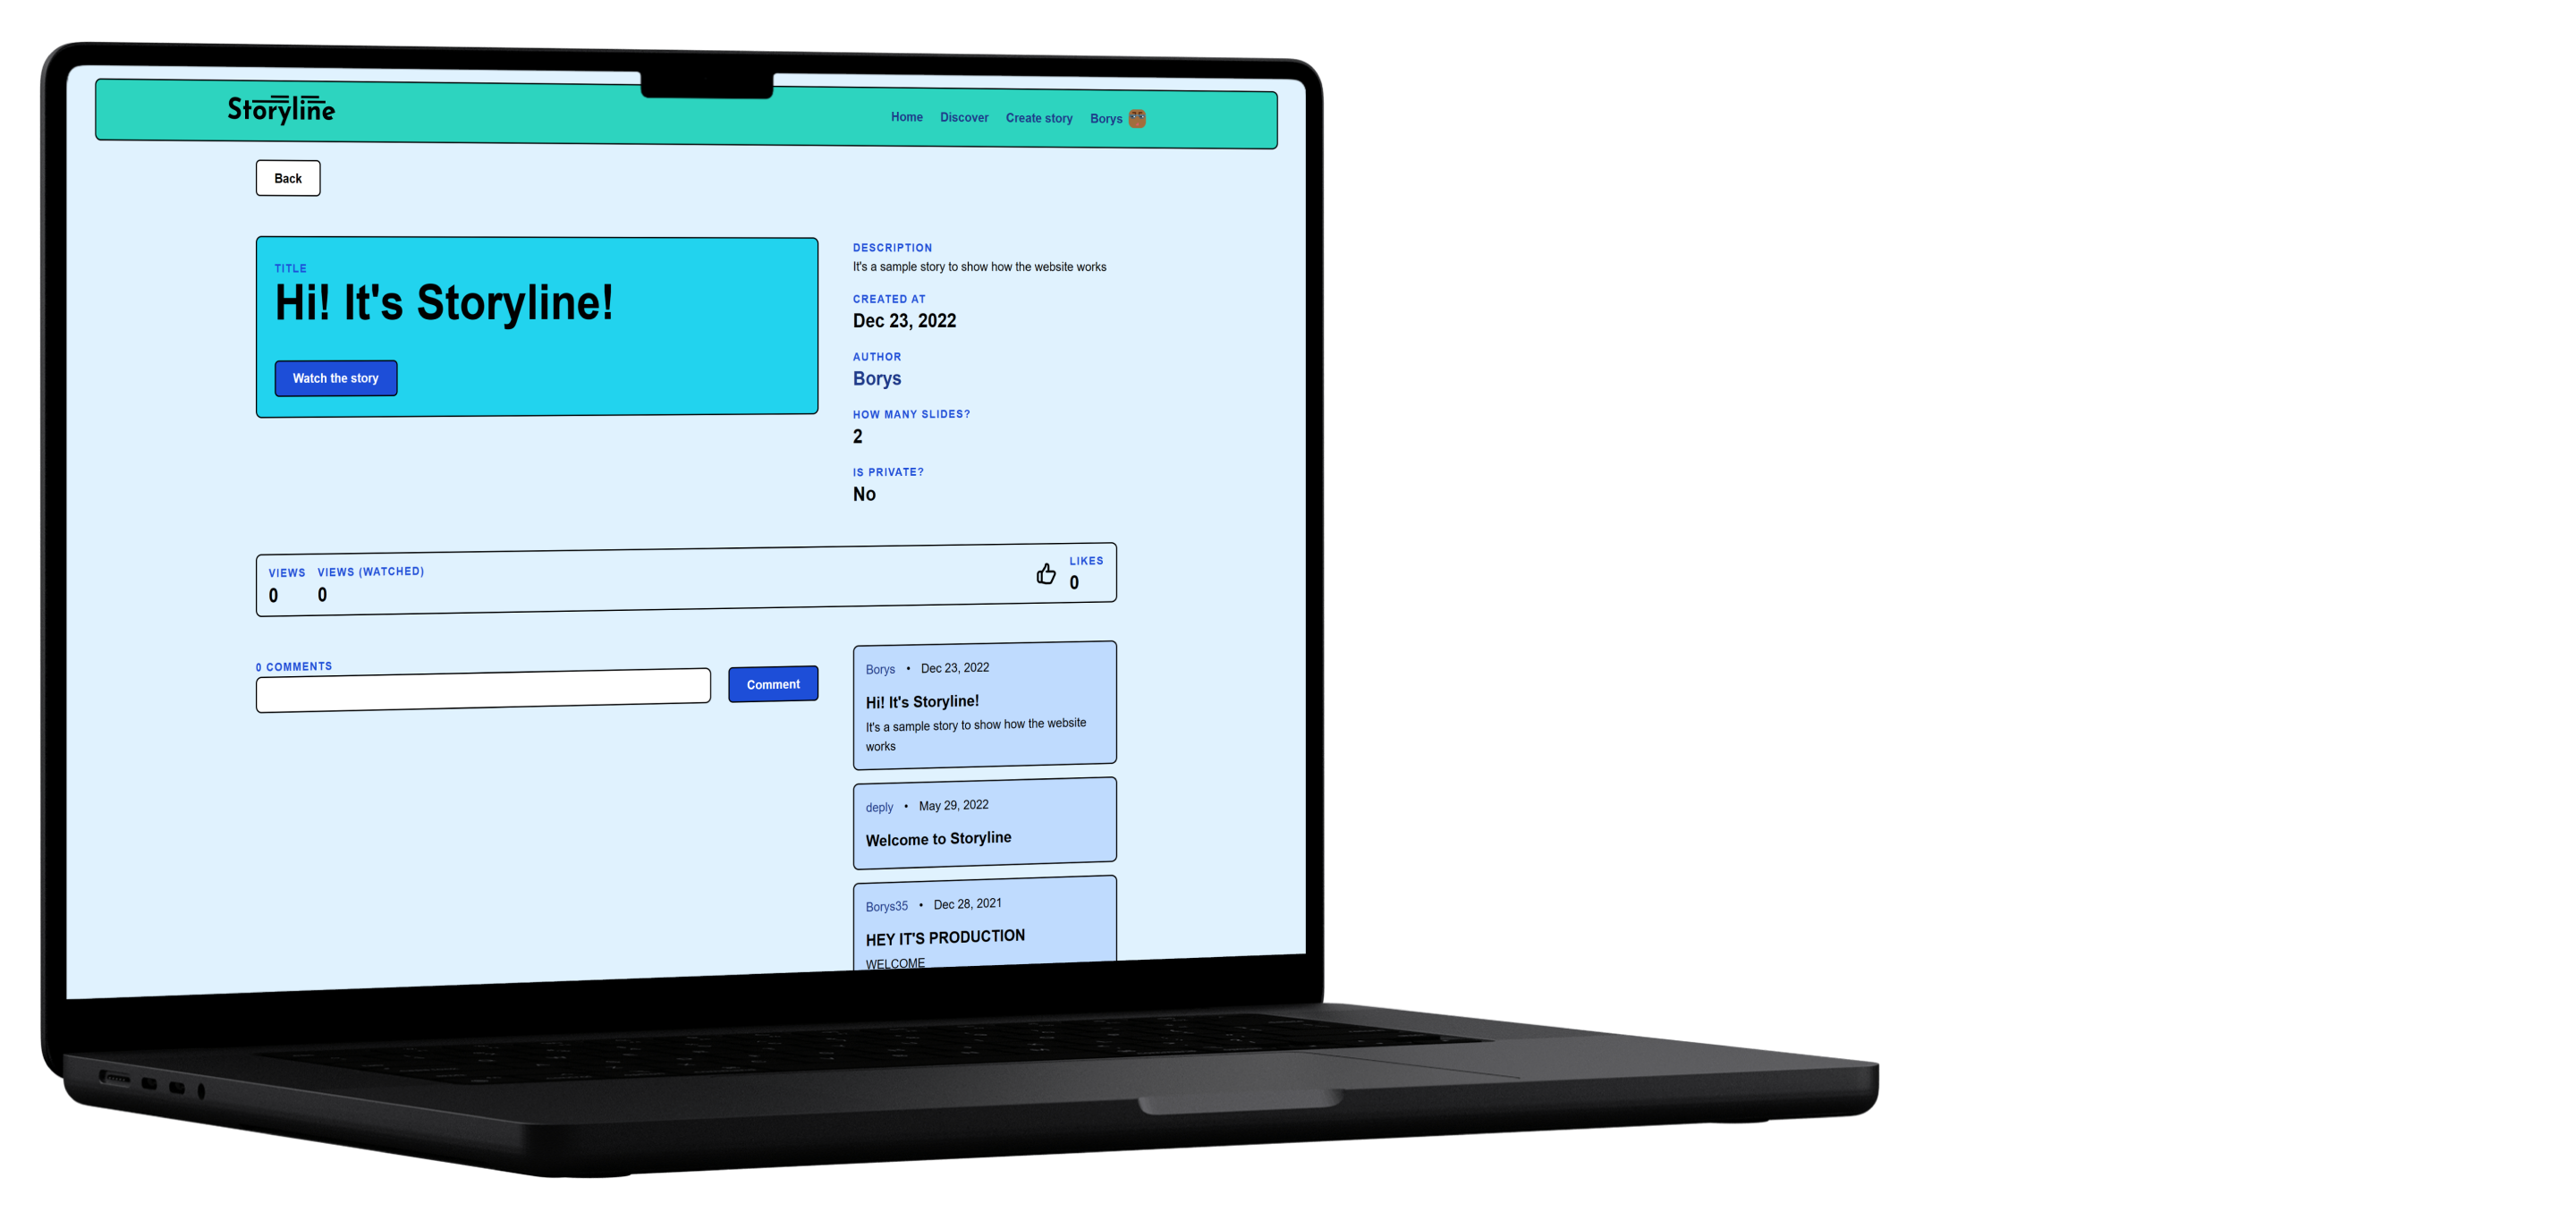 Storyline
Home Discover Create story Borys
Back
TITLE
Hi! It's Storyline!
Watch the story
DESCRIPTION
It's a sample story to show how the website works
CREATED AT
Dec 23, 2022
AUTHOR
Borys
HOW MANY SLIDES?
2
IS PRIVATE?
No
VIEWS VIEWS (WATCHED)
0 0
LIKES
0
0 COMMENTS
Comment
Borys • Dec 23, 2022
Hi! It's Storyline!
It's a sample story to show how the website
works
deply • May 29, 2022
Welcome to Storyline
Borys35 • Dec 28, 2021
HEY IT'S PRODUCTION
WELCOME